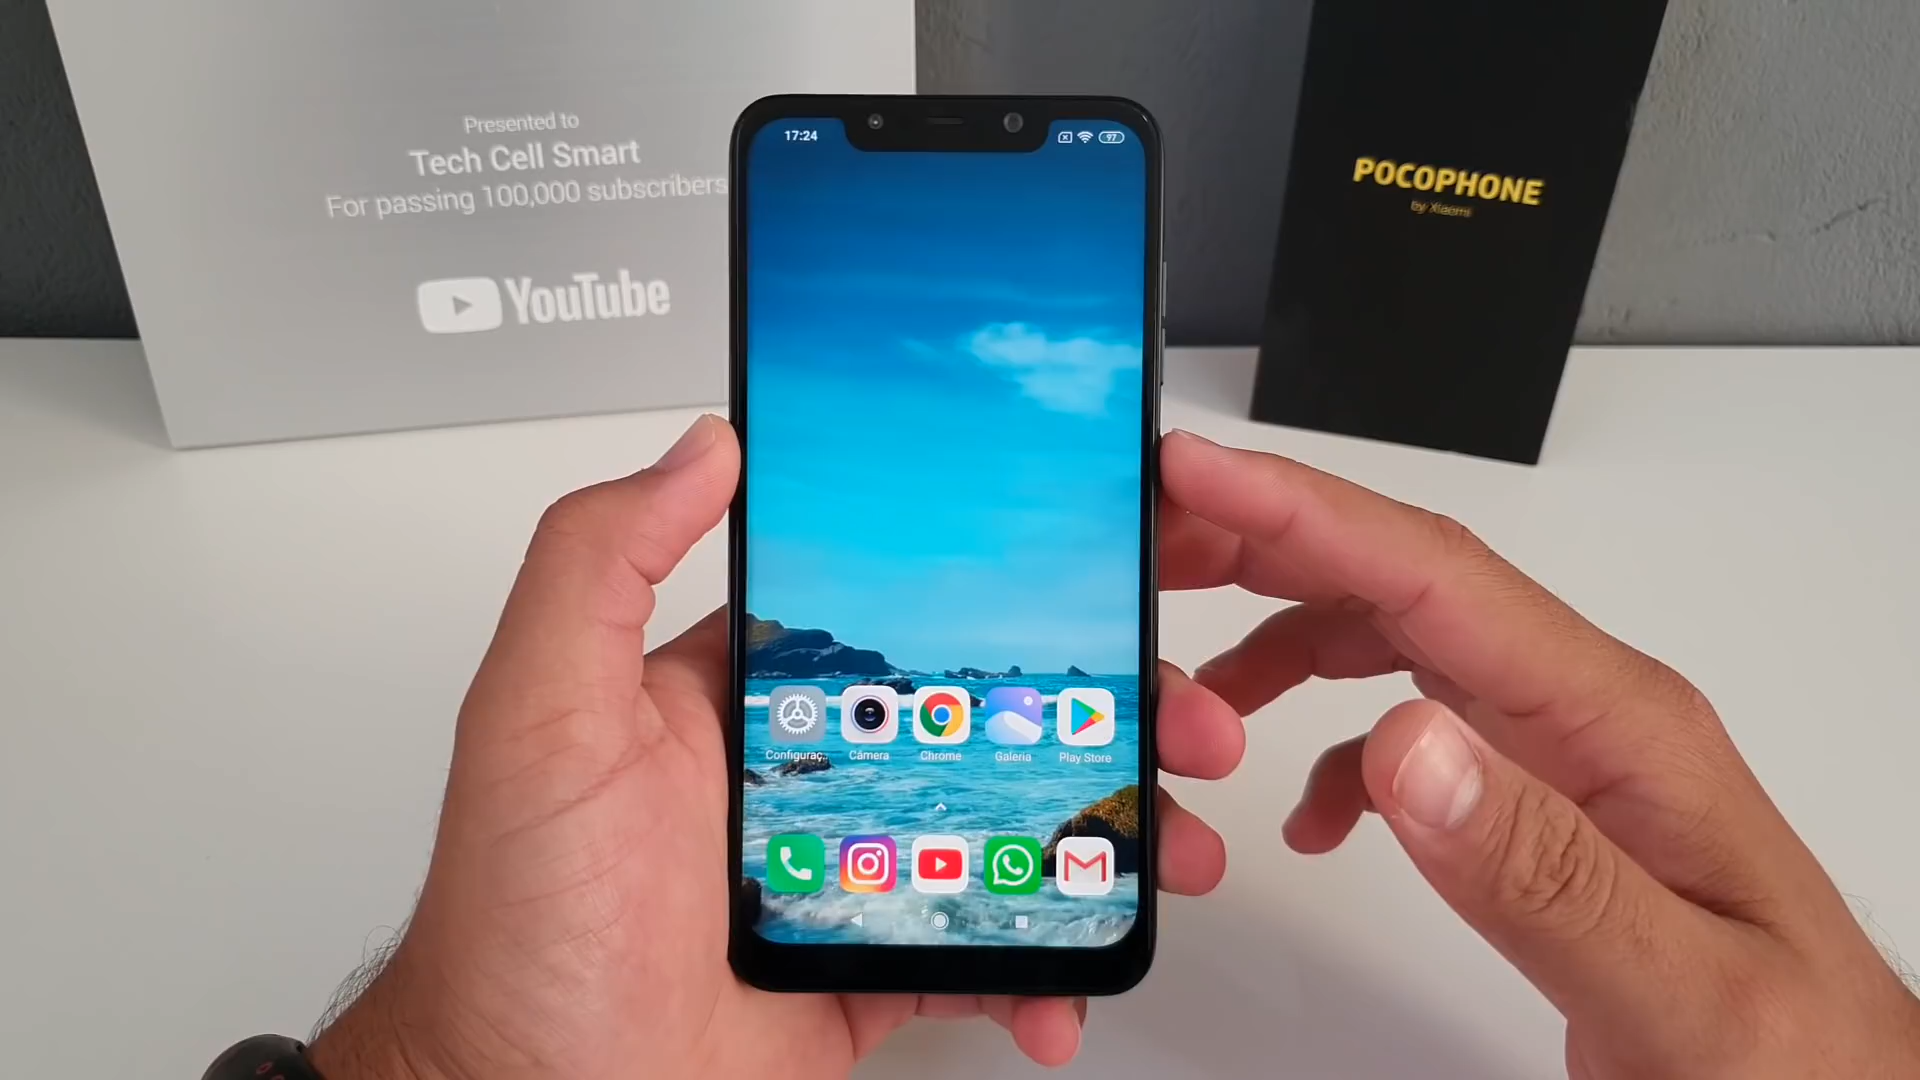 Presented to
Tech Cell Smart
For passing 100,000 subscribers
YouTube
POCOPHONE
by Xiaomi
17:24
97
Configuraç..
Câmera
Chrome
Galeria
Play Store